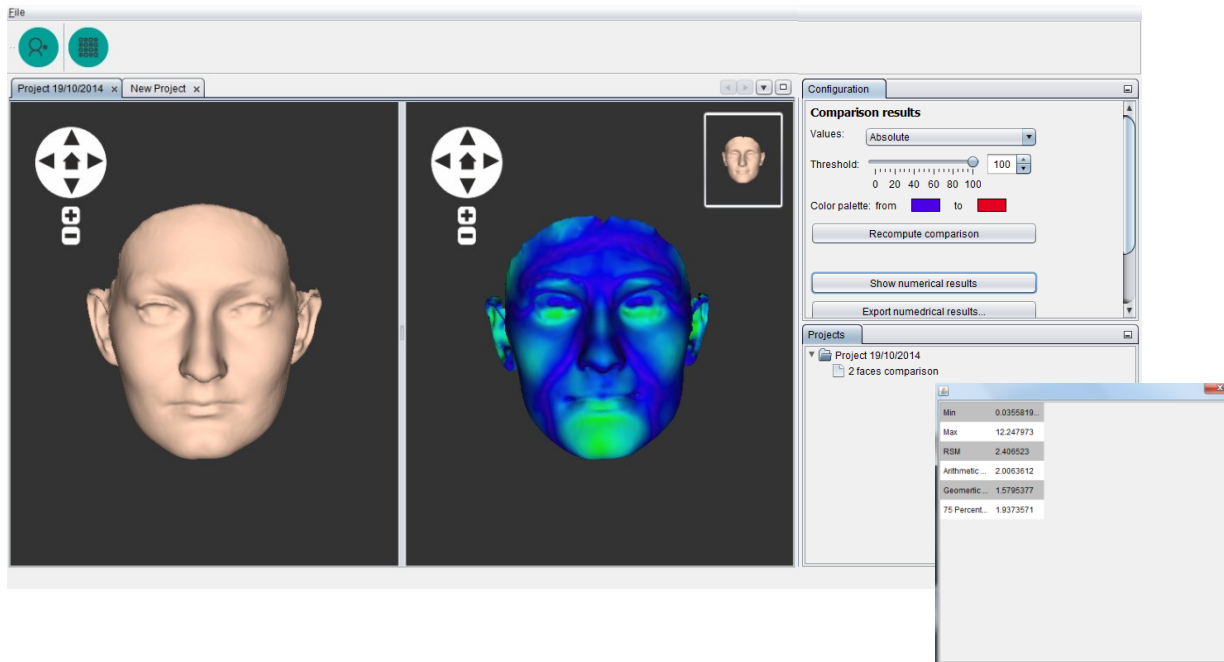 File
Project 19/10/2014 x New Project x
Configuration
Comparison results
Values: Absolute
Threshold: 100
0 20 40 60 80 100
Color palette: from to
Recompute comparison
Show numerical results
Export numedrical results...
Projects
Project 19/10/2014
2 faces comparison
Min 0.0355819...
Max 12.247973
RSM 2.406523
Arithmetic ... 2.0063612
Geomertic ... 1.5795377
75 Percent... 1.9373571